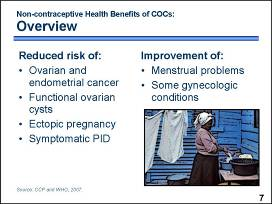 Non-contraceptive Health Benefits of COCs:
Overview
Reduced risk of:
• Ovarian and
endometrial cancer
• Functional ovarian
cysts
• Ectopic pregnancy
• Symptomatic PID
Improvement of:
• Menstrual problems
• Some gynecologic
conditions
Source: CCP and WHO, 2007.
7